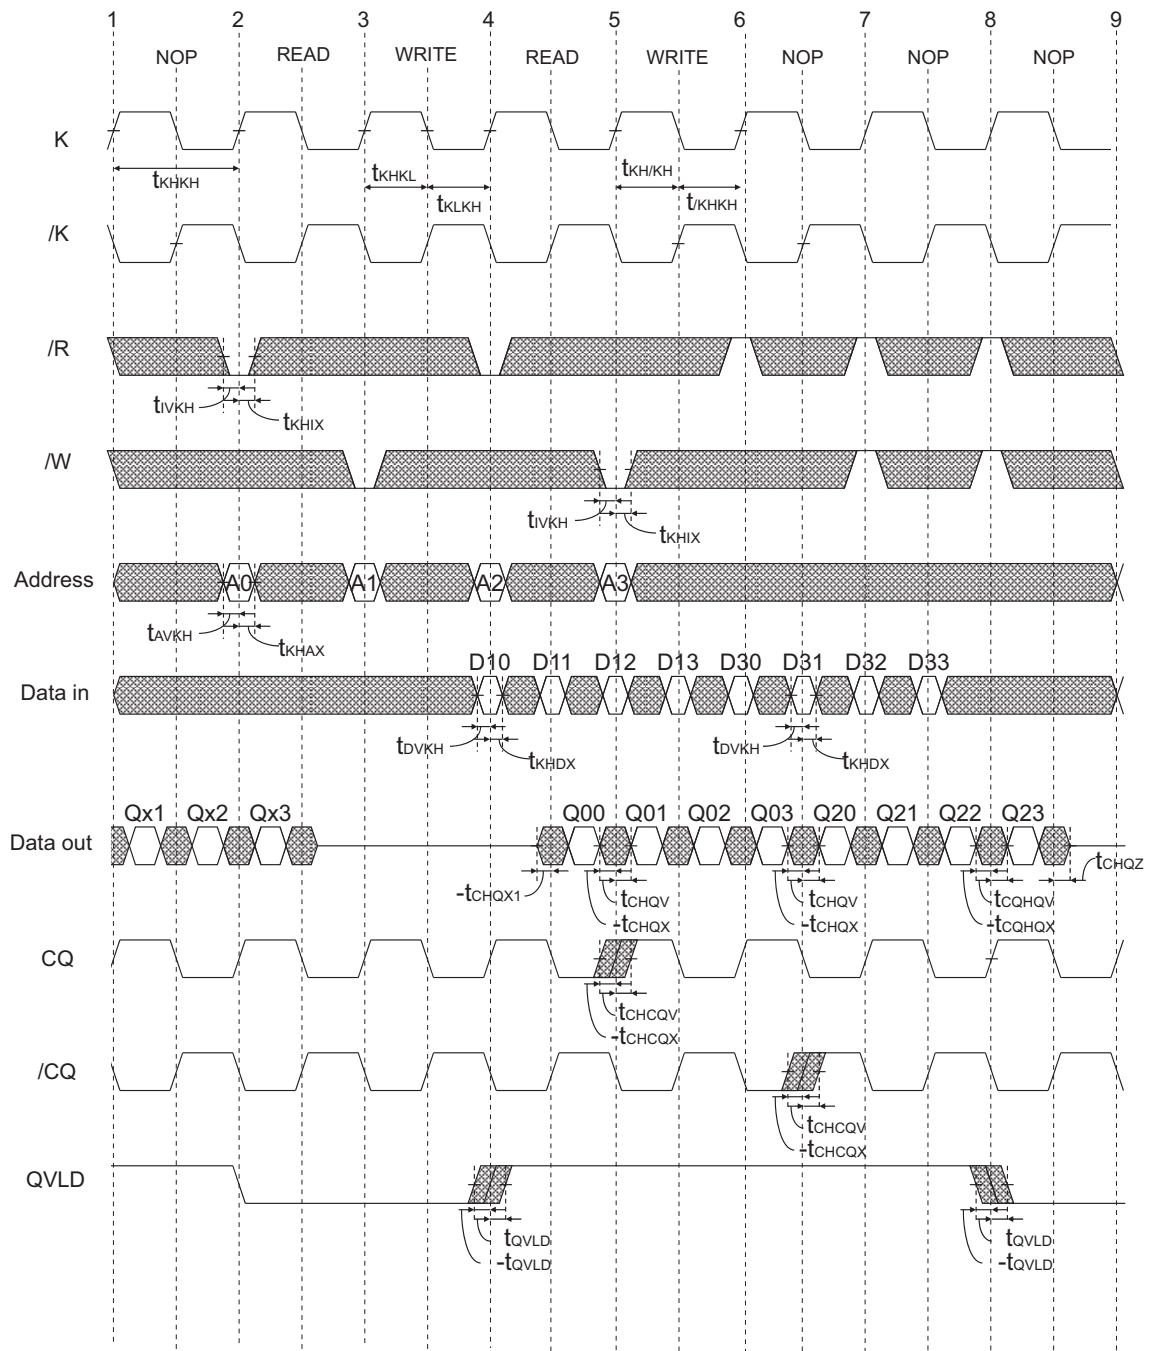 1 2 3 4 5 6 7 8 9
NOP READ WRITE READ WRITE NOP NOP NOP
K
tKHKH tKHKL tKLKH tKH/KH t/KHKH
/K
/R
tIVKH tKHIX
/W
tIVKH tKHIX
Address A0 A1 A2 A3
tAVKH tKHAX
D10 D11 D12 D13 D30 D31 D32 D33
Data in
tDVKH tKHDX tDVKH tKHDX
Qx1 Qx2 Qx3 Q00 Q01 Q02 Q03 Q20 Q21 Q22 Q23
Data out
-tCHQX1 tCHQV tCHQV tCQHQV tCHQZ
-tCHQX -tCHQX -tCQHQX
CQ
tCHCQV
-tCHCQX
/CQ
tCHCQV
-tCHCQX
QVLD
tQVLD tQVLD
-tQVLD -tQVLD